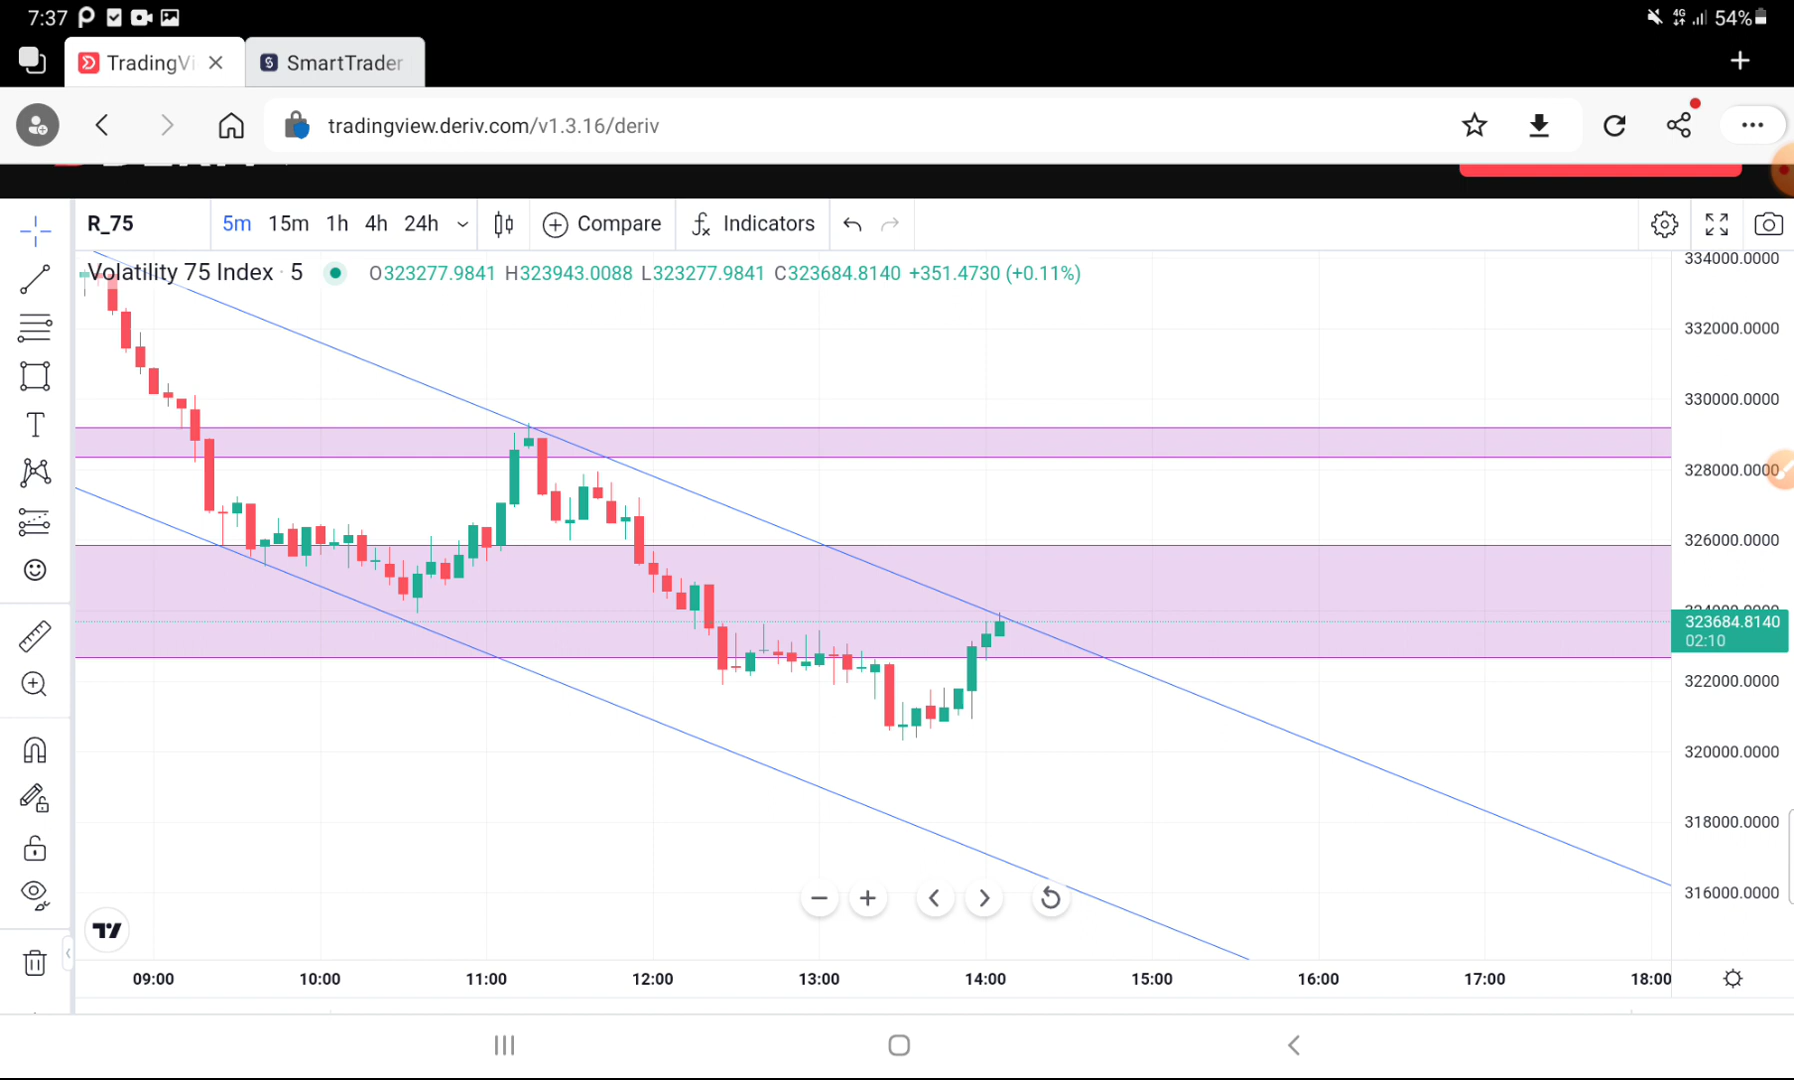 7:37
54%
TradingVi
SmartTrader
tradingview.deriv.com/v1.3.16/deriv
R_75
5m 15m 1h 4h 24h
Compare
Indicators
Volatility 75 Index · 5
O323277.9841 H323943.0088 L323277.9841 C323684.8140 +351.4730 (+0.11%)
334000.0000
332000.0000
330000.0000
328000.0000
326000.0000
324000.0000
323684.8140
02:10
322000.0000
320000.0000
318000.0000
316000.0000
09:00 10:00 11:00 12:00 13:00 14:00 15:00 16:00 17:00 18:00